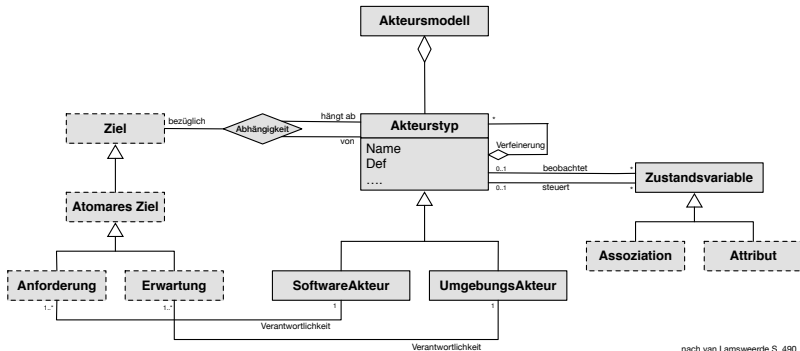 Akteursmodell
bezüglich
hängt ab
Ziel
Abhängigkeit
Akteurstyp
*
von
Name
Def
....
Verfeinerung
0..1
beobachtet
*
0..1
steuert
*
Zustandsvariable
Atomares Ziel
Assoziation
Attribut
Anforderung
Erwartung
SoftwareAkteur
UmgebungsAkteur
1..*
1..*
1
1
Verantwortlichkeit
Verantwortlichkeit
nach van Lamsweerde S. 490